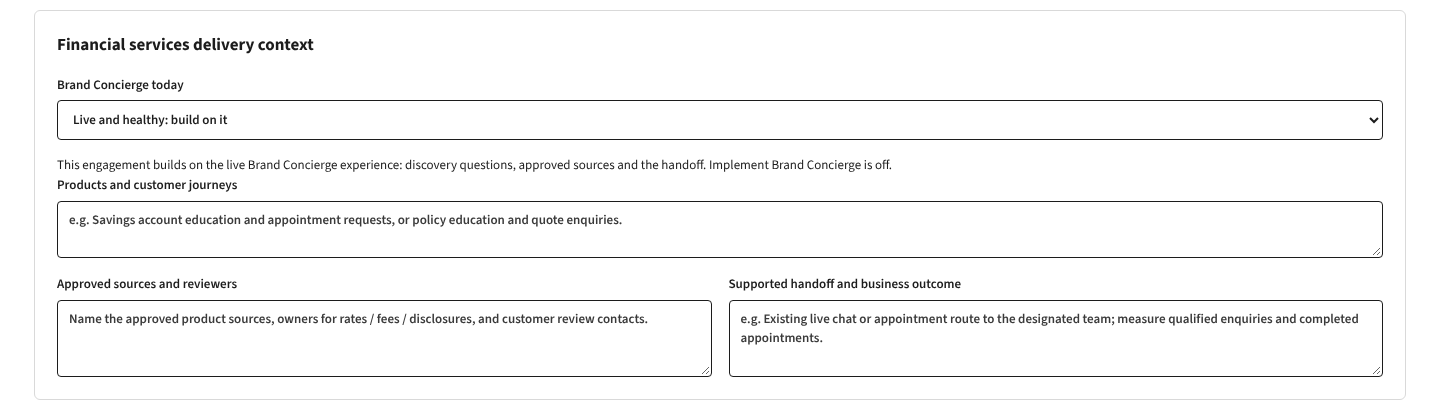 Financial services delivery context
Brand Concierge today
Live and healthy: build on it
This engagement builds on the live Brand Concierge experience: discovery questions, approved sources and the handoff. Implement Brand Concierge is off.
Products and customer journeys
e.g. Savings account education and appointment requests, or policy education and quote enquiries.
Approved sources and reviewers
Name the approved product sources, owners for rates / fees / disclosures, and customer review contacts.
Supported handoff and business outcome
e.g. Existing live chat or appointment route to the designated team; measure qualified enquiries and completed
appointments.